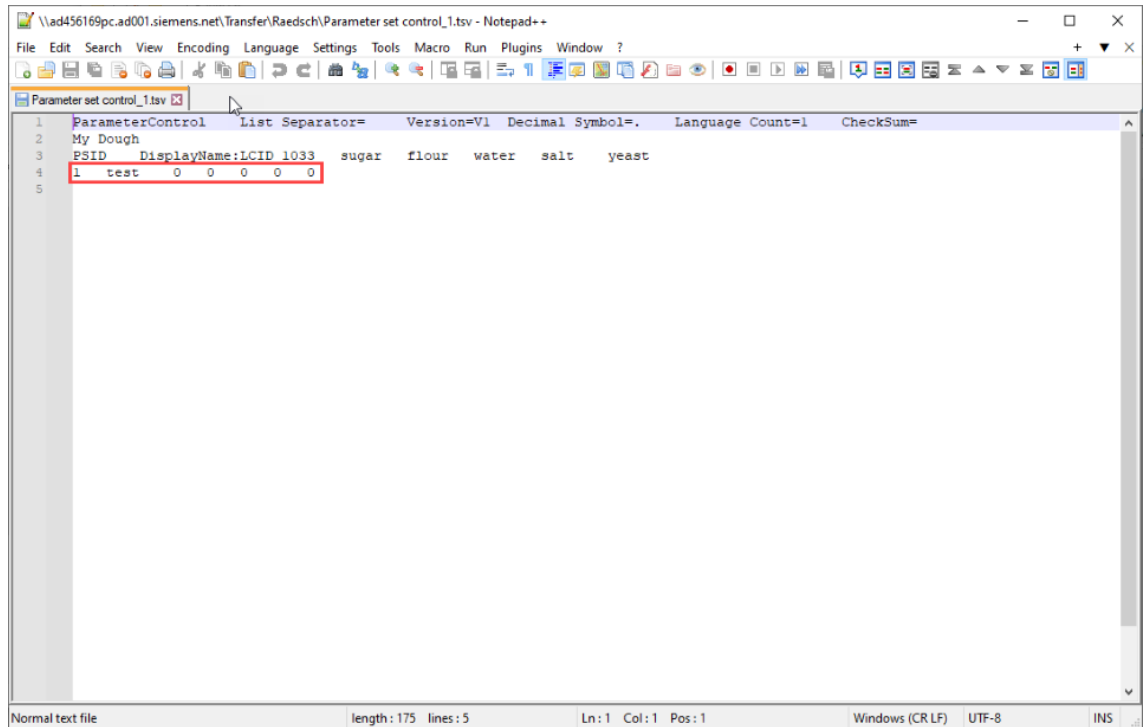 \\ad456169pc.ad001.siemens.net\Transfer\Raedsch\Parameter set control_1.tsv - Notepad++
File Edit Search View Encoding Language Settings Tools Macro Run Plugins Window ?
Parameter set control_1.tsv
1 ParameterControl List Separator= Version=V1 Decimal Symbol=. Language Count=1 CheckSum=
2 My Dough
3 PSID DisplayName:LCID 1033 sugar flour water salt yeast
4 1 test 0 0 0 0 0
5
Normal text file length : 175 lines : 5 Ln : 1 Col : 1 Pos : 1 Windows (CR LF) UTF-8 INS